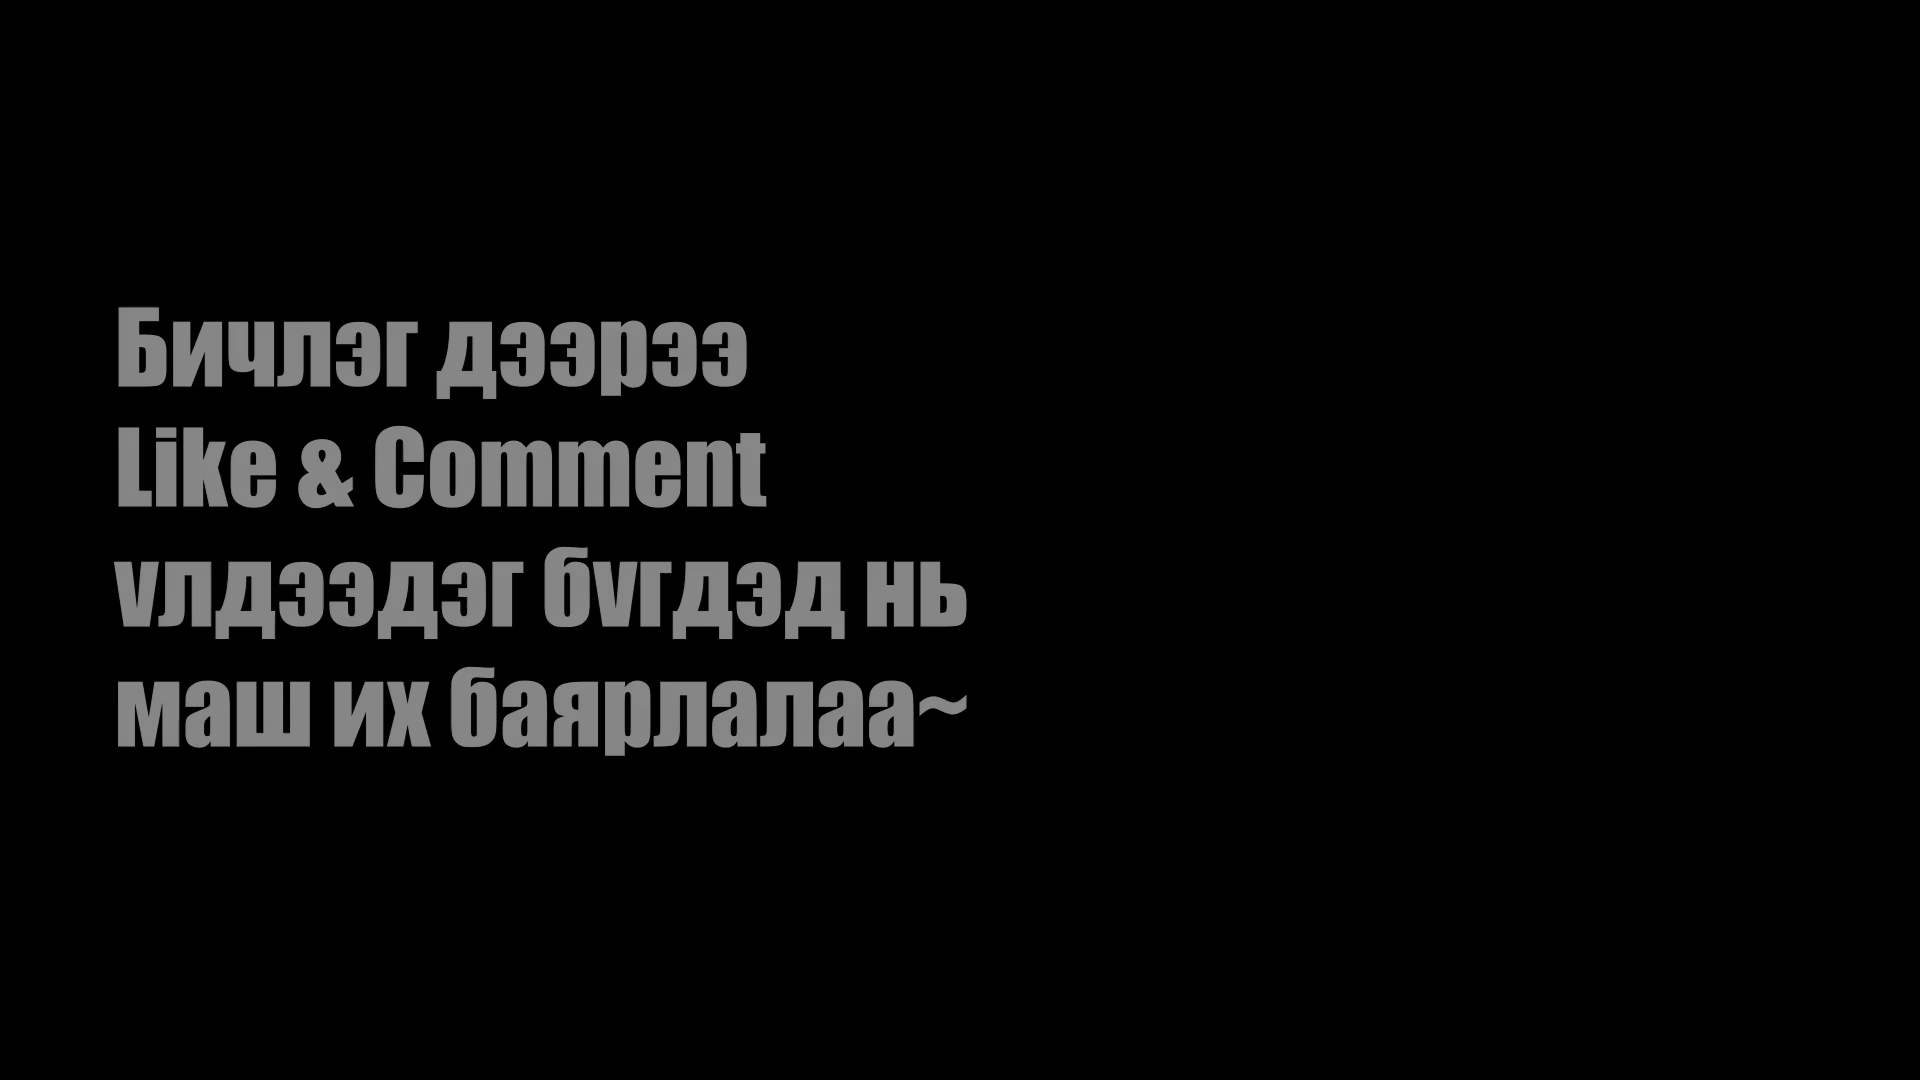 Бичлэг дээрээ
Like & Comment
vлдээдэг бvгдэд нь
маш их баярлалаа~